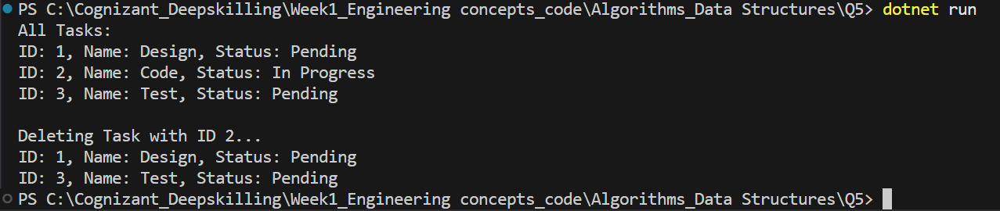 PS C:\Cognizant_Deepskilling\Week1_Engineering concepts_code\Algorithms_Data Structures\Q5> dotnet run
All Tasks:
ID: 1, Name: Design, Status: Pending
ID: 2, Name: Code, Status: In Progress
ID: 3, Name: Test, Status: Pending
Deleting Task with ID 2...
ID: 1, Name: Design, Status: Pending
ID: 3, Name: Test, Status: Pending
PS C:\Cognizant_Deepskilling\Week1_Engineering concepts_code\Algorithms_Data Structures\Q5>